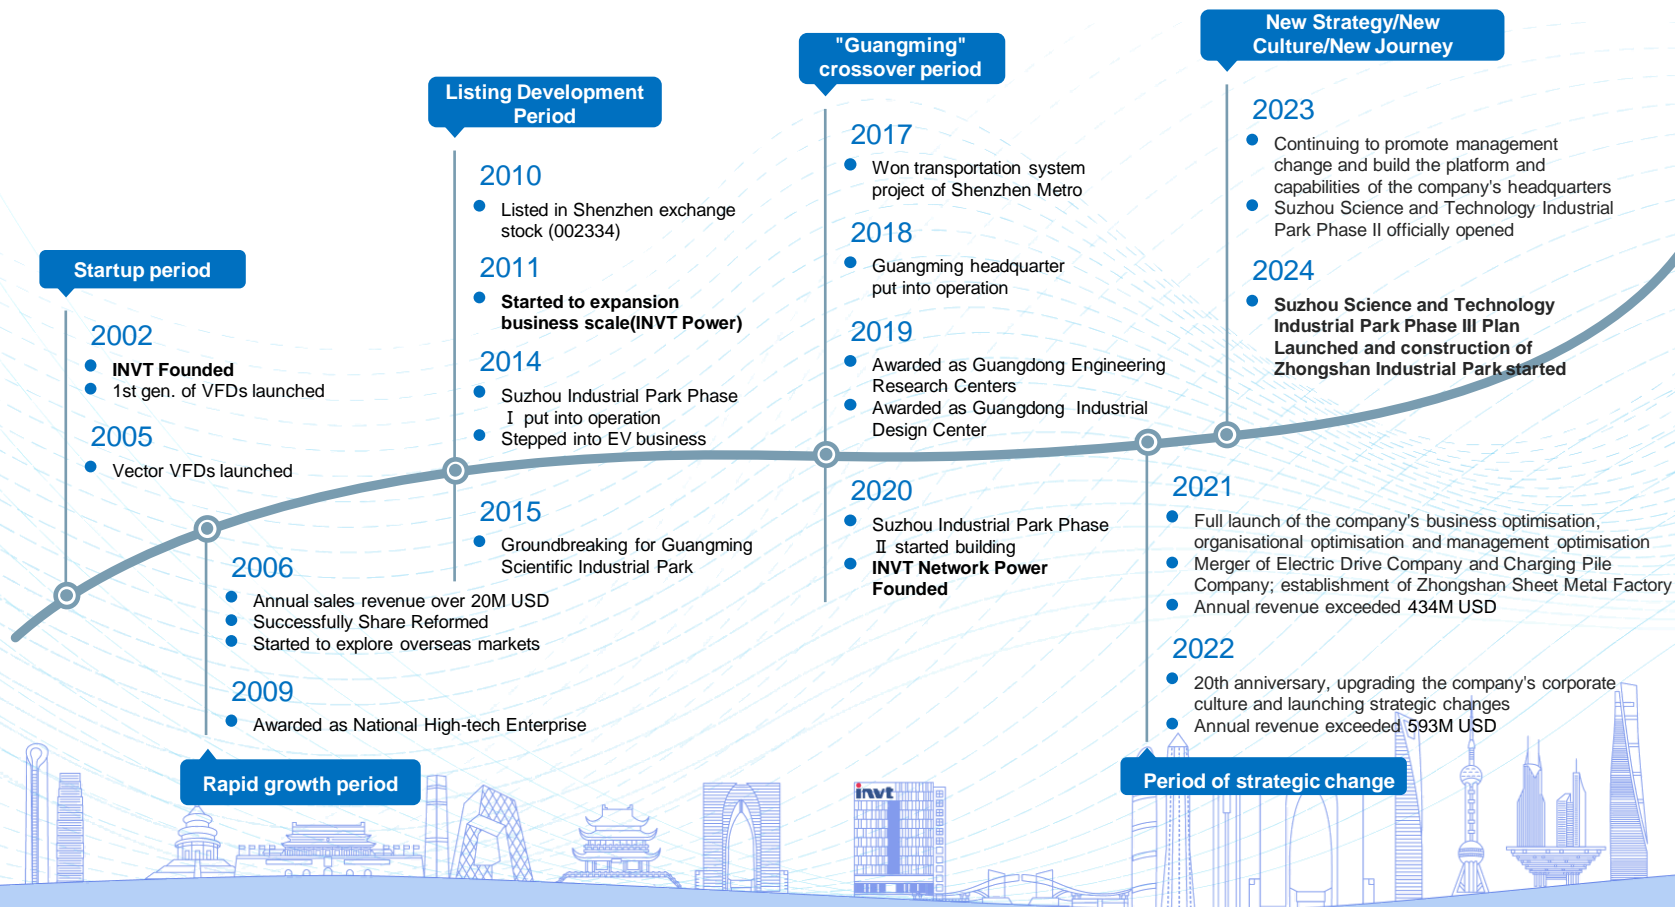 Startup period
2002
INVT Founded
1st gen. of VFDs launched
2005
Vector VFDs launched
2006
Annual sales revenue over 20M USD
Successfully Share Reformed
Started to explore overseas markets
2009
Awarded as National High-tech Enterprise
Rapid growth period
Listing Development
Period
2010
Listed in Shenzhen exchange
stock (002334)
2011
Started to expansion
business scale(INVT Power)
2014
Suzhou Industrial Park Phase
Ⅰ put into operation
Stepped into EV business
2015
Groundbreaking for Guangming
Scientific Industrial Park
"Guangming"
crossover period
2017
Won transportation system
project of Shenzhen Metro
2018
Guangming headquarter
put into operation
2019
Awarded as Guangdong Engineering
Research Centers
Awarded as Guangdong Industrial
Design Center
2020
Suzhou Industrial Park Phase
Ⅱ started building
INVT Network Power
Founded
invt
2021
Full launch of the company's business optimisation,
organisational optimisation and management optimisation
Merger of Electric Drive Company and Charging Pile
Company; establishment of Zhongshan Sheet Metal Factory
Annual revenue exceeded 434M USD
2022
20th anniversary, upgrading the company's corporate
culture and launching strategic changes
Annual revenue exceeded 593M USD
Period of strategic change
New Strategy/New
Culture/New Journey
2023
Continuing to promote management
change and build the platform and
capabilities of the company's headquarters
Suzhou Science and Technology Industrial
Park Phase II officially opened
2024
Suzhou Science and Technology
Industrial Park Phase III Plan
Launched and construction of
Zhongshan Industrial Park started